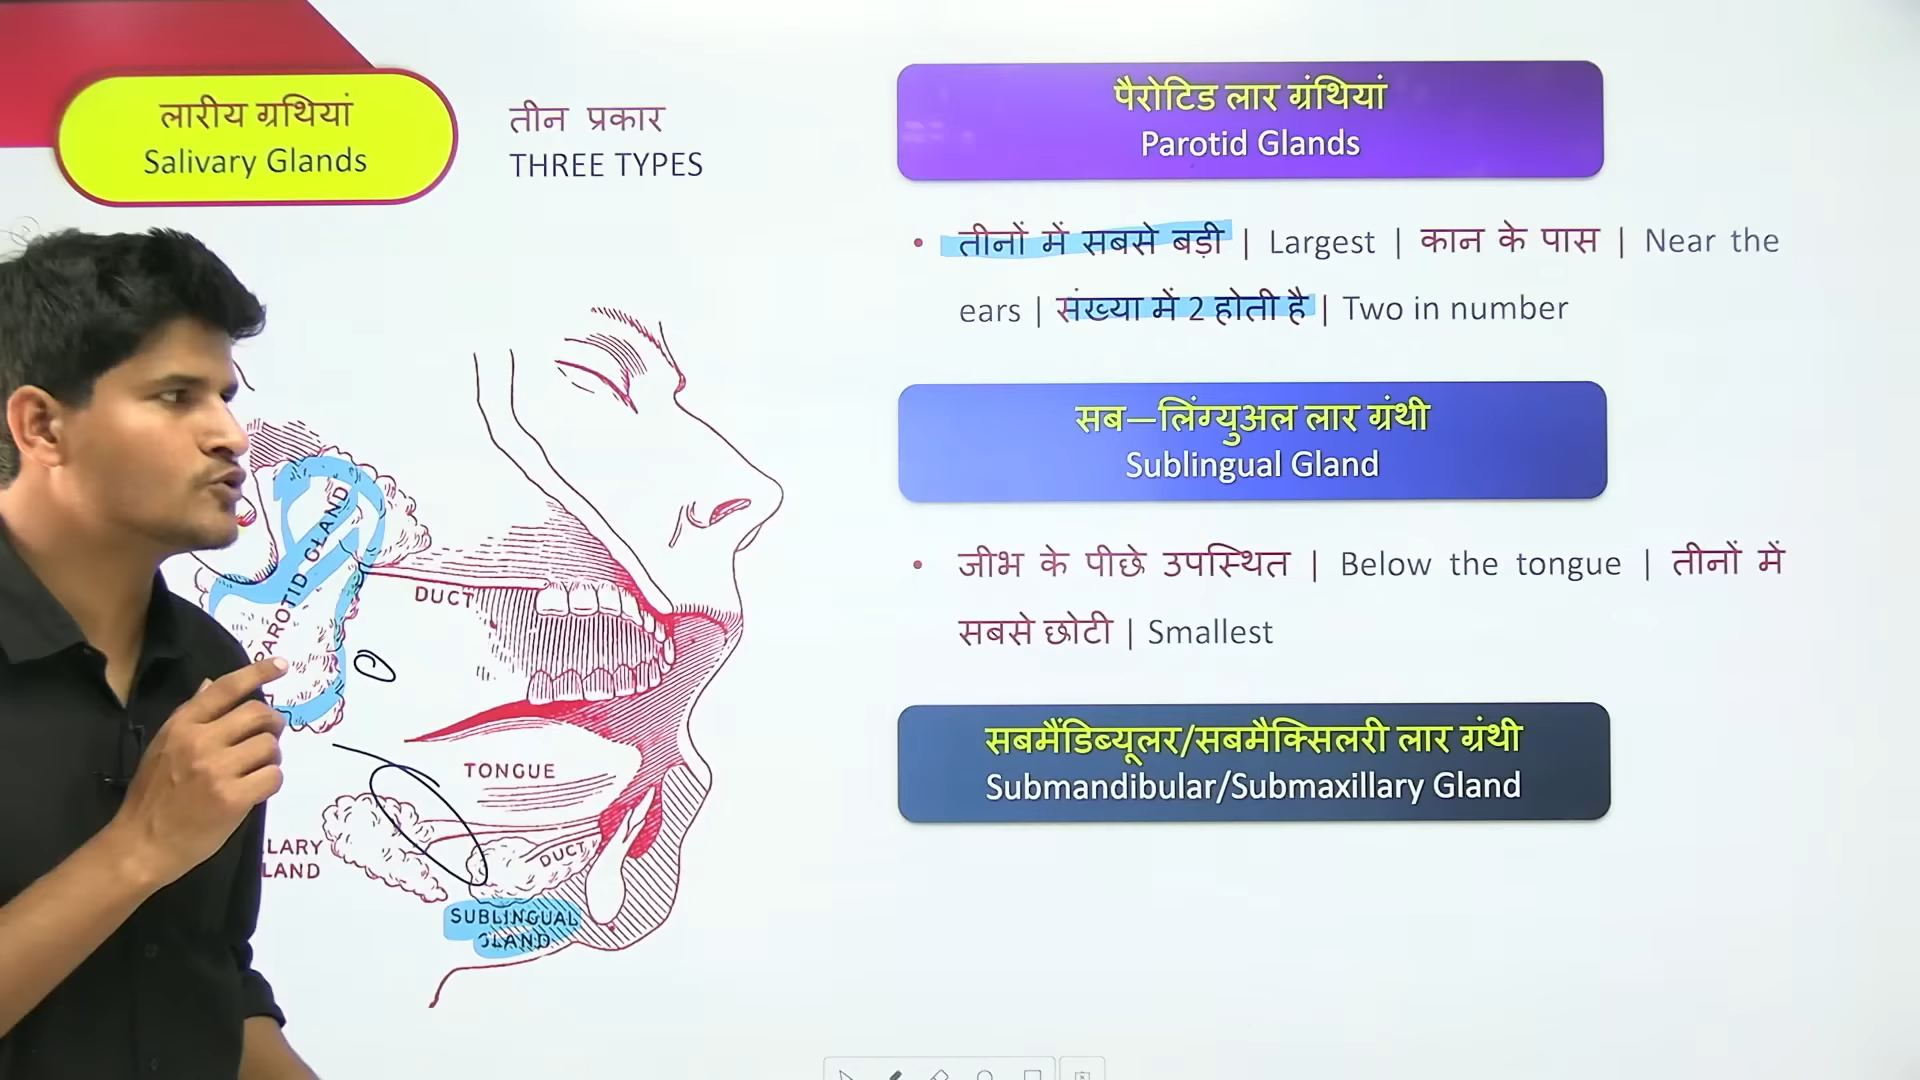 लारीय ग्रथियां
Salivary Glands
तीन प्रकार
THREE TYPES
पैरोटिड लार ग्रंथियां
Parotid Glands
• तीनों में सबसे बड़ी | Largest | कान के पास | Near the
ears | संख्या में 2 होती है | Two in number
सब–लिंग्युअल लार ग्रंथी
Sublingual Gland
• जीभ के पीछे उपस्थित | Below the tongue | तीनों में
सबसे छोटी | Smallest
सबमैंडिब्यूलर/सबमैक्सिलरी लार ग्रंथी
Submandibular/Submaxillary Gland
PAROTID GLAND
DUCT
TONGUE
LARY
LAND
DUCT
SUBLINGUAL
GLAND